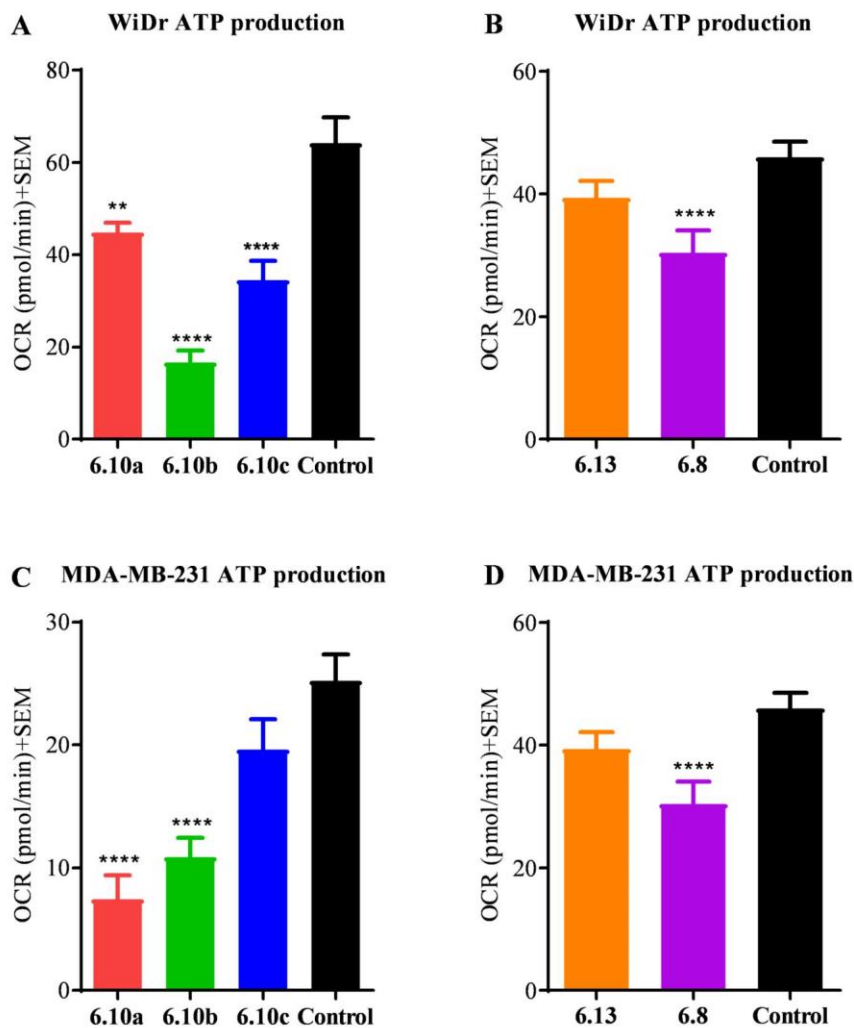 A WiDr ATP production
OCR (pmol/min)+SEM
80
60
40
20
0
**
****
****
6.10a 6.10b 6.10c Control
B WiDr ATP production
OCR (pmol/min)+SEM
60
40
20
0
****
6.13 6.8 Control
C MDA-MB-231 ATP production
OCR (pmol/min)+SEM
30
20
10
0
****
****
6.10a 6.10b 6.10c Control
D MDA-MB-231 ATP production
OCR (pmol/min)+SEM
60
40
20
0
****
6.13 6.8 Control